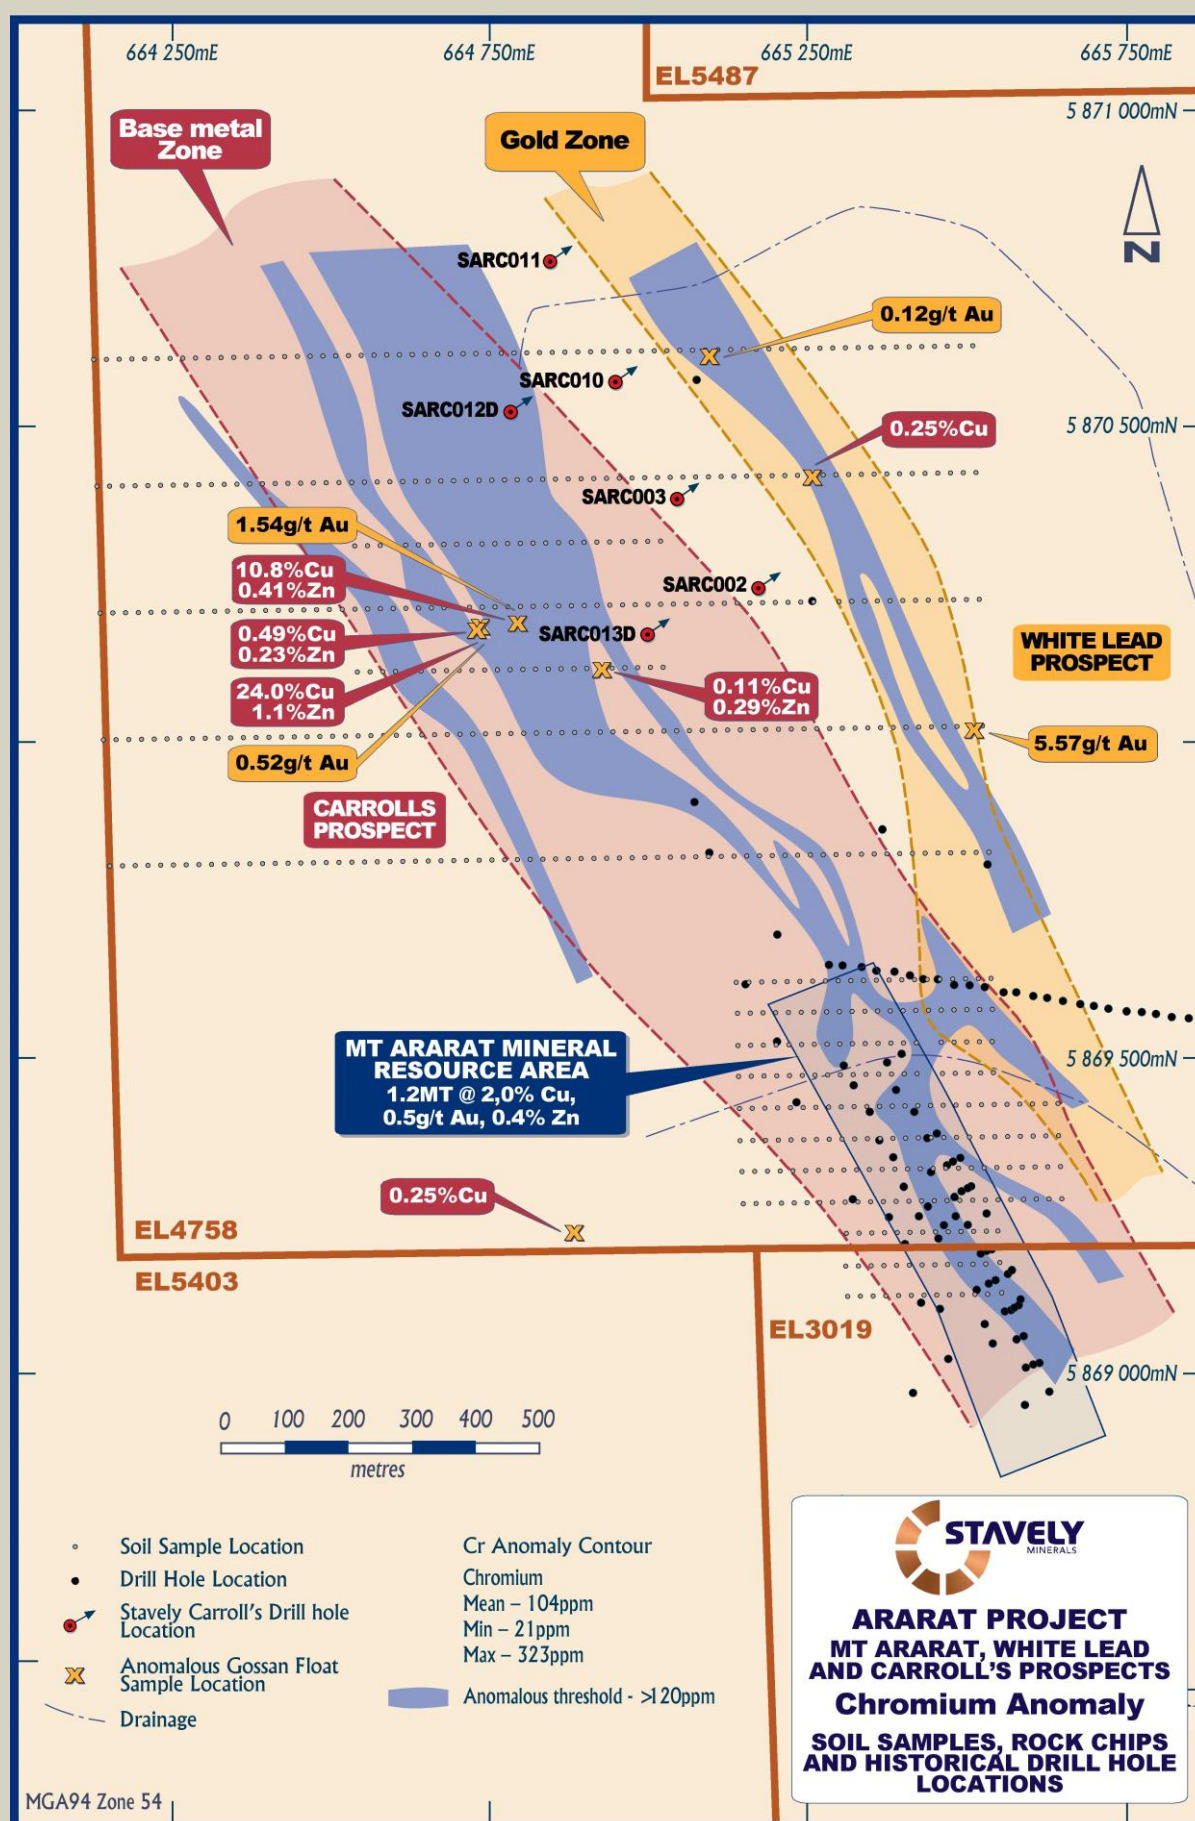 664 250mE
664 750mE
665 250mE
665 750mE
EL5487
5 871 000mN
Base metal
Zone
Gold Zone
N
SARC011
0.12g/t Au
SARC010
SARC012D
5 870 500mN
0.25%Cu
SARC003
1.54g/t Au
10.8%Cu
0.41%Zn
SARC002
0.49%Cu
0.23%Zn
SARC013D
WHITE LEAD
PROSPECT
24.0%Cu
1.1%Zn
0.11%Cu
0.29%Zn
0.52g/t Au
5.57g/t Au
CARROLLS
PROSPECT
MT ARARAT MINERAL
RESOURCE AREA
1.2MT @ 2,0% Cu,
0.5g/t Au, 0.4% Zn
5 869 500mN
0.25%Cu
EL4758
EL5403
EL3019
5 869 000mN
0 100 200 300 400 500
metres
Soil Sample Location
Drill Hole Location
Stavely Carroll's Drill hole
Location
Anomalous Gossan Float
Sample Location
Drainage
Cr Anomaly Contour
Chromium
Mean – 104ppm
Min – 21ppm
Max – 323ppm
Anomalous threshold - >120ppm
STAVELY
MINERALS
ARARAT PROJECT
MT ARARAT, WHITE LEAD
AND CARROLL'S PROSPECTS
Chromium Anomaly
SOIL SAMPLES, ROCK CHIPS
AND HISTORICAL DRILL HOLE
LOCATIONS
MGA94 Zone 54